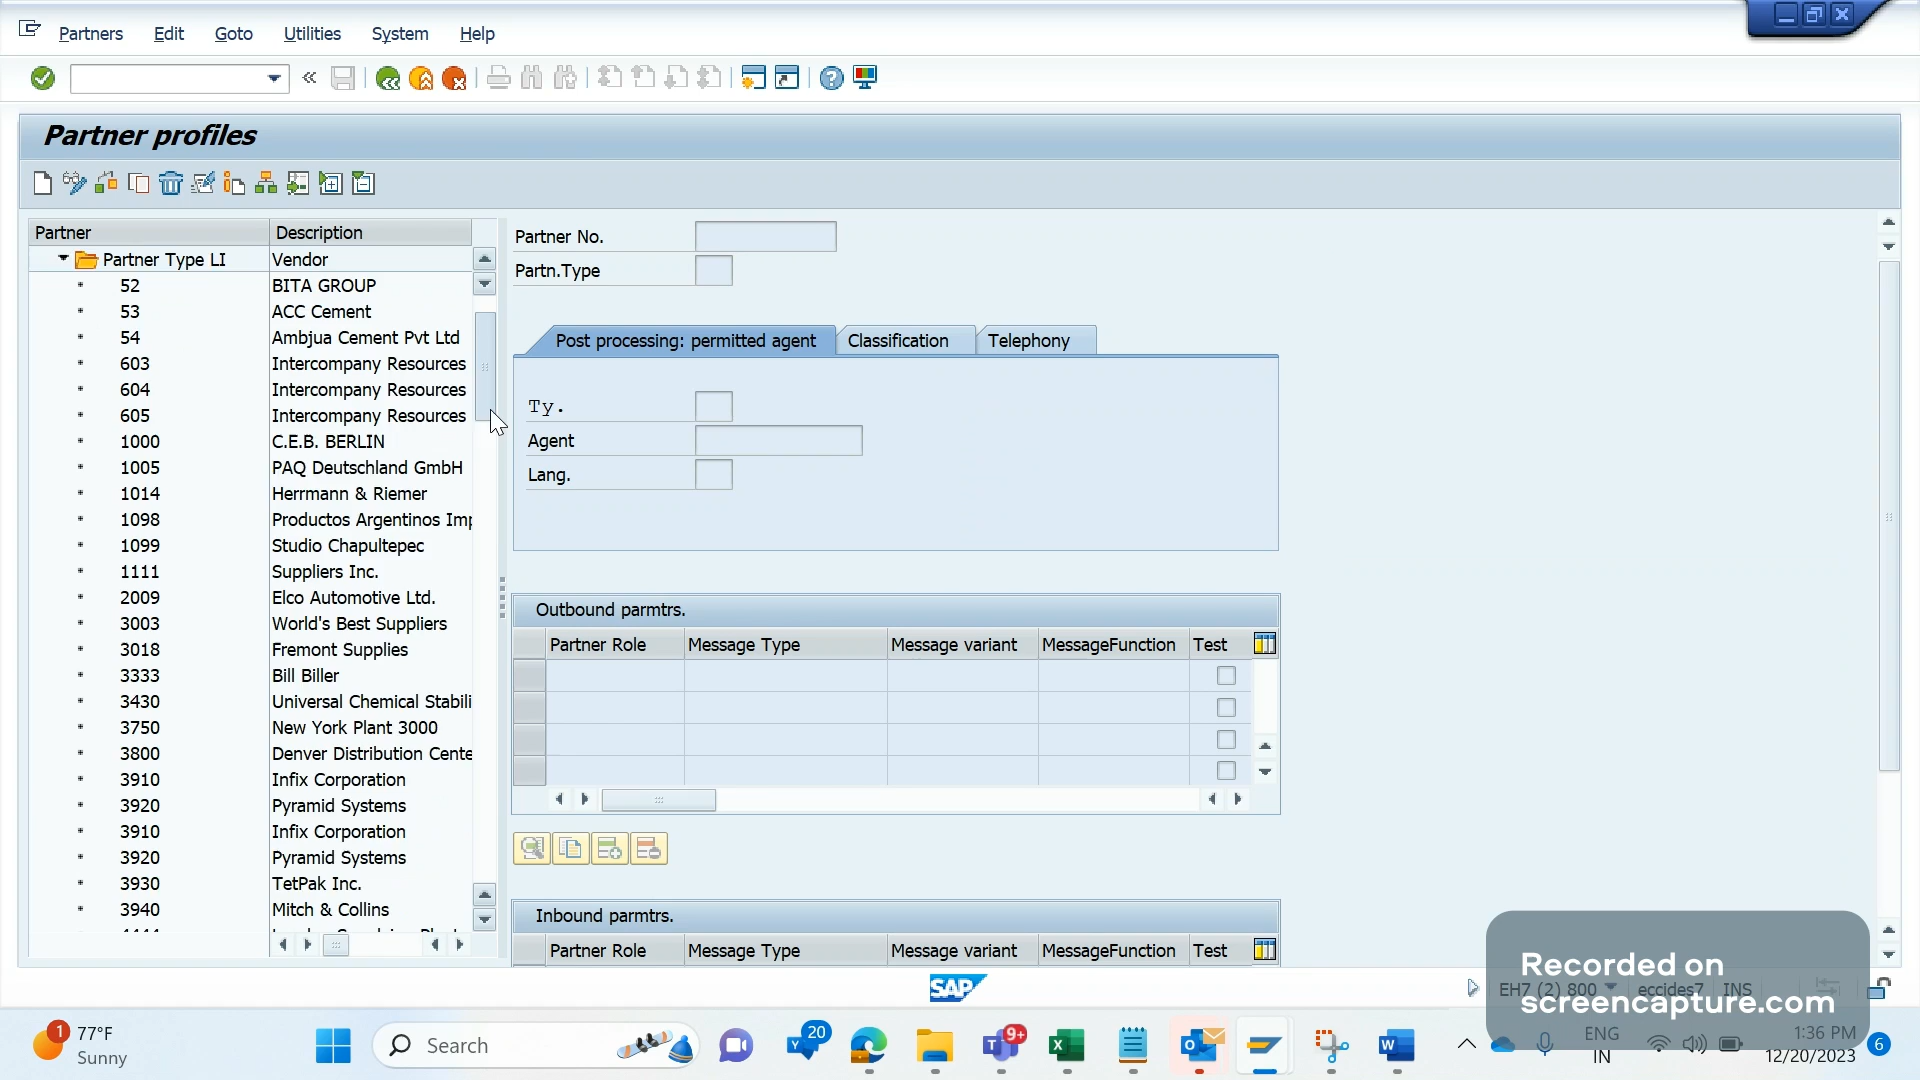 Partners Edit Goto Utilities System Help
Partner profiles
Partner Description
Partner Type LI Vendor
52 BITA GROUP
53 ACC Cement
54 Ambjua Cement Pvt Ltd
603 Intercompany Resources
604 Intercompany Resources
605 Intercompany Resources
1000 C.E.B. BERLIN
1005 PAQ Deutschland GmbH
1014 Herrmann & Riemer
1098 Productos Argentinos Imp
1099 Studio Chapultepec
1111 Suppliers Inc.
2009 Elco Automotive Ltd.
3003 World's Best Suppliers
3018 Fremont Supplies
3333 Bill Biller
3430 Universal Chemical Stabili
3750 New York Plant 3000
3800 Denver Distribution Cente
3910 Infix Corporation
3920 Pyramid Systems
3910 Infix Corporation
3920 Pyramid Systems
3930 TetPak Inc.
3940 Mitch & Collins
Partner No.
Partn.Type
Post processing: permitted agent Classification Telephony
Ty.
Agent
Lang.
Outbound parmtrs.
Partner Role Message Type Message variant MessageFunction Test
Inbound parmtrs.
Partner Role Message Type Message variant MessageFunction Test
SAP
EH7 (2) 800 eccides7 INS
Recorded on
screencapture.com
1 77°F
Sunny
Search
20
9+
ENG
IN
1:36 PM
12/20/2023
6